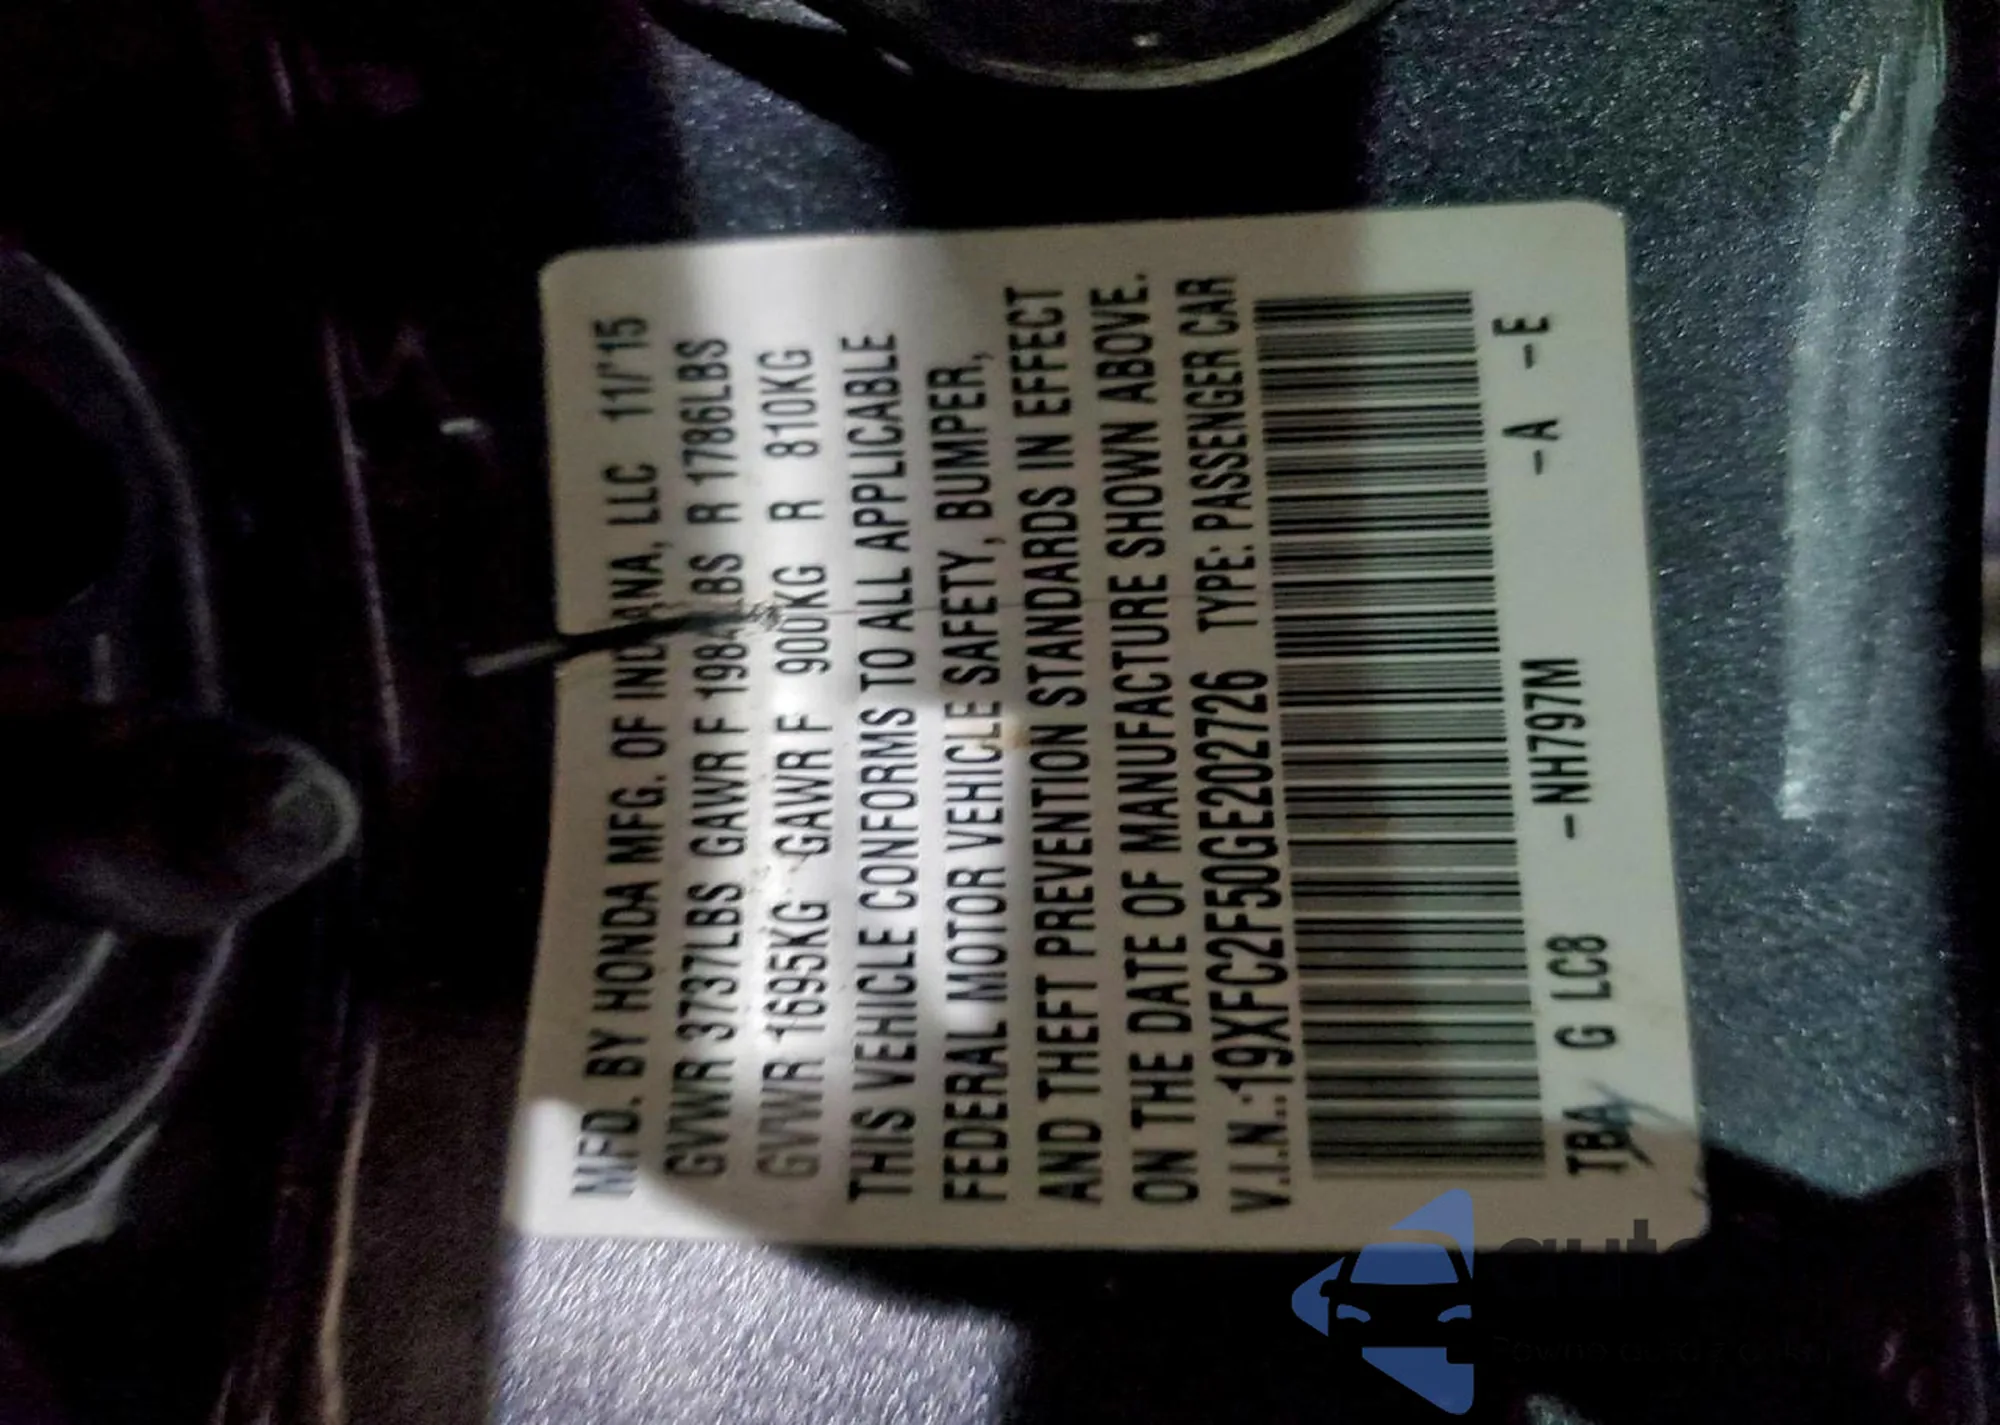 MFD. BY HONDA MFG. OF INDIANA, LLC 11/'15
GVWR 3737LBS GAWR F 1984LBS R 1786LBS
GVWR 1695KG GAWR F 900KG R 810KG
THIS VEHICLE CONFORMS TO ALL APPLICABLE
FEDERAL MOTOR VEHICLE SAFETY, BUMPER,
AND THEFT PREVENTION STANDARDS IN EFFECT
ON THE DATE OF MANUFACTURE SHOWN ABOVE.
V.I.N.:19XFC2F50GE202726 TYPE: PASSENGER CAR
TBA G LC8 -NH797M -A -E